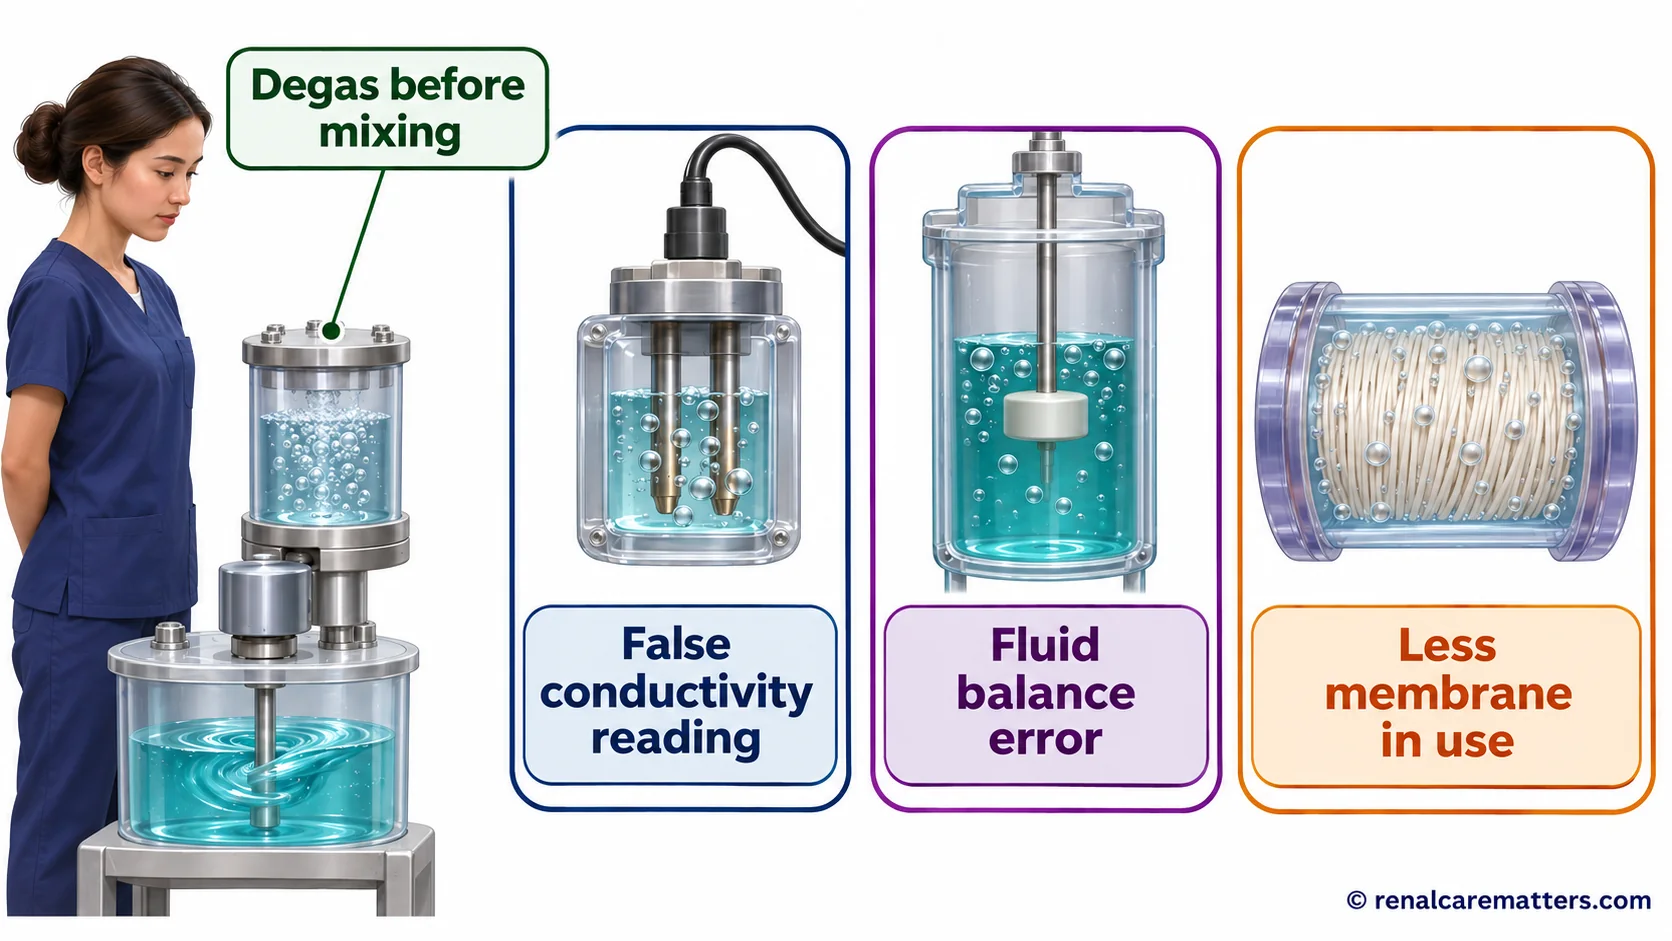 Degas before
mixing
False
conductivity
reading
Fluid
balance
error
Less
membrane
in use
© renalcarematters.com